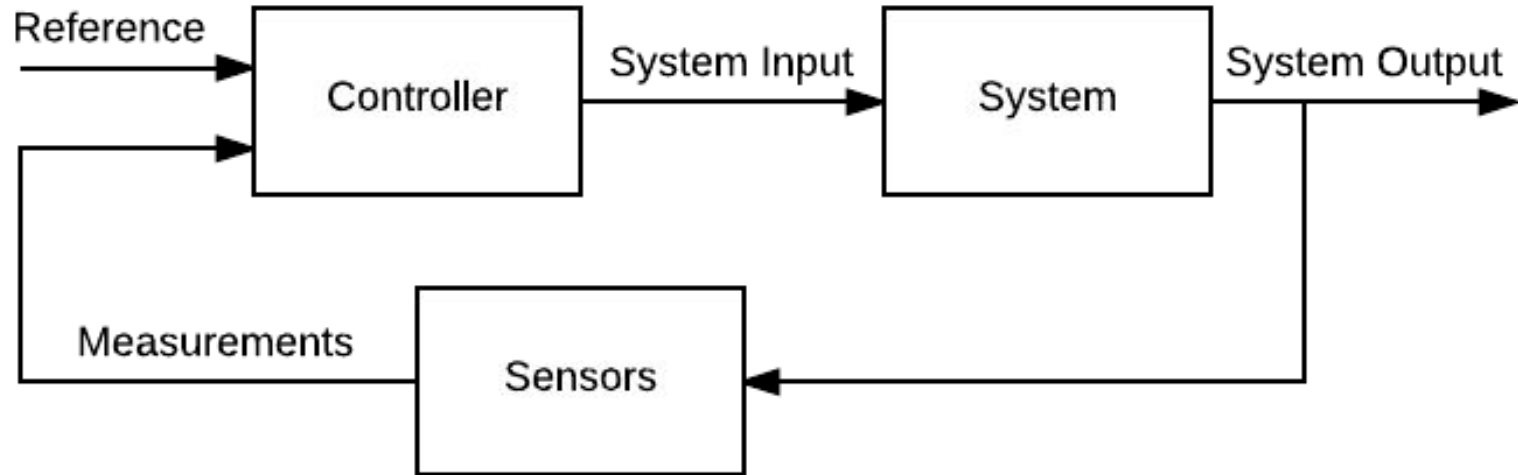 Reference
Controller
System Input
System
System Output
Measurements
Sensors